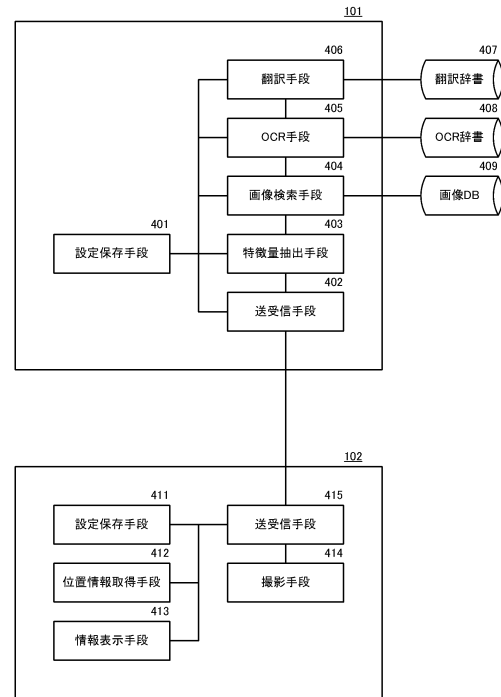 101
406
翻訳手段
407
翻訳辞書
405
OCR手段
408
OCR辞書
404
画像検索手段
409
画像DB
401
設定保存手段
403
特徴量抽出手段
402
送受信手段
102
411
設定保存手段
415
送受信手段
412
位置情報取得手段
414
撮影手段
413
情報表示手段